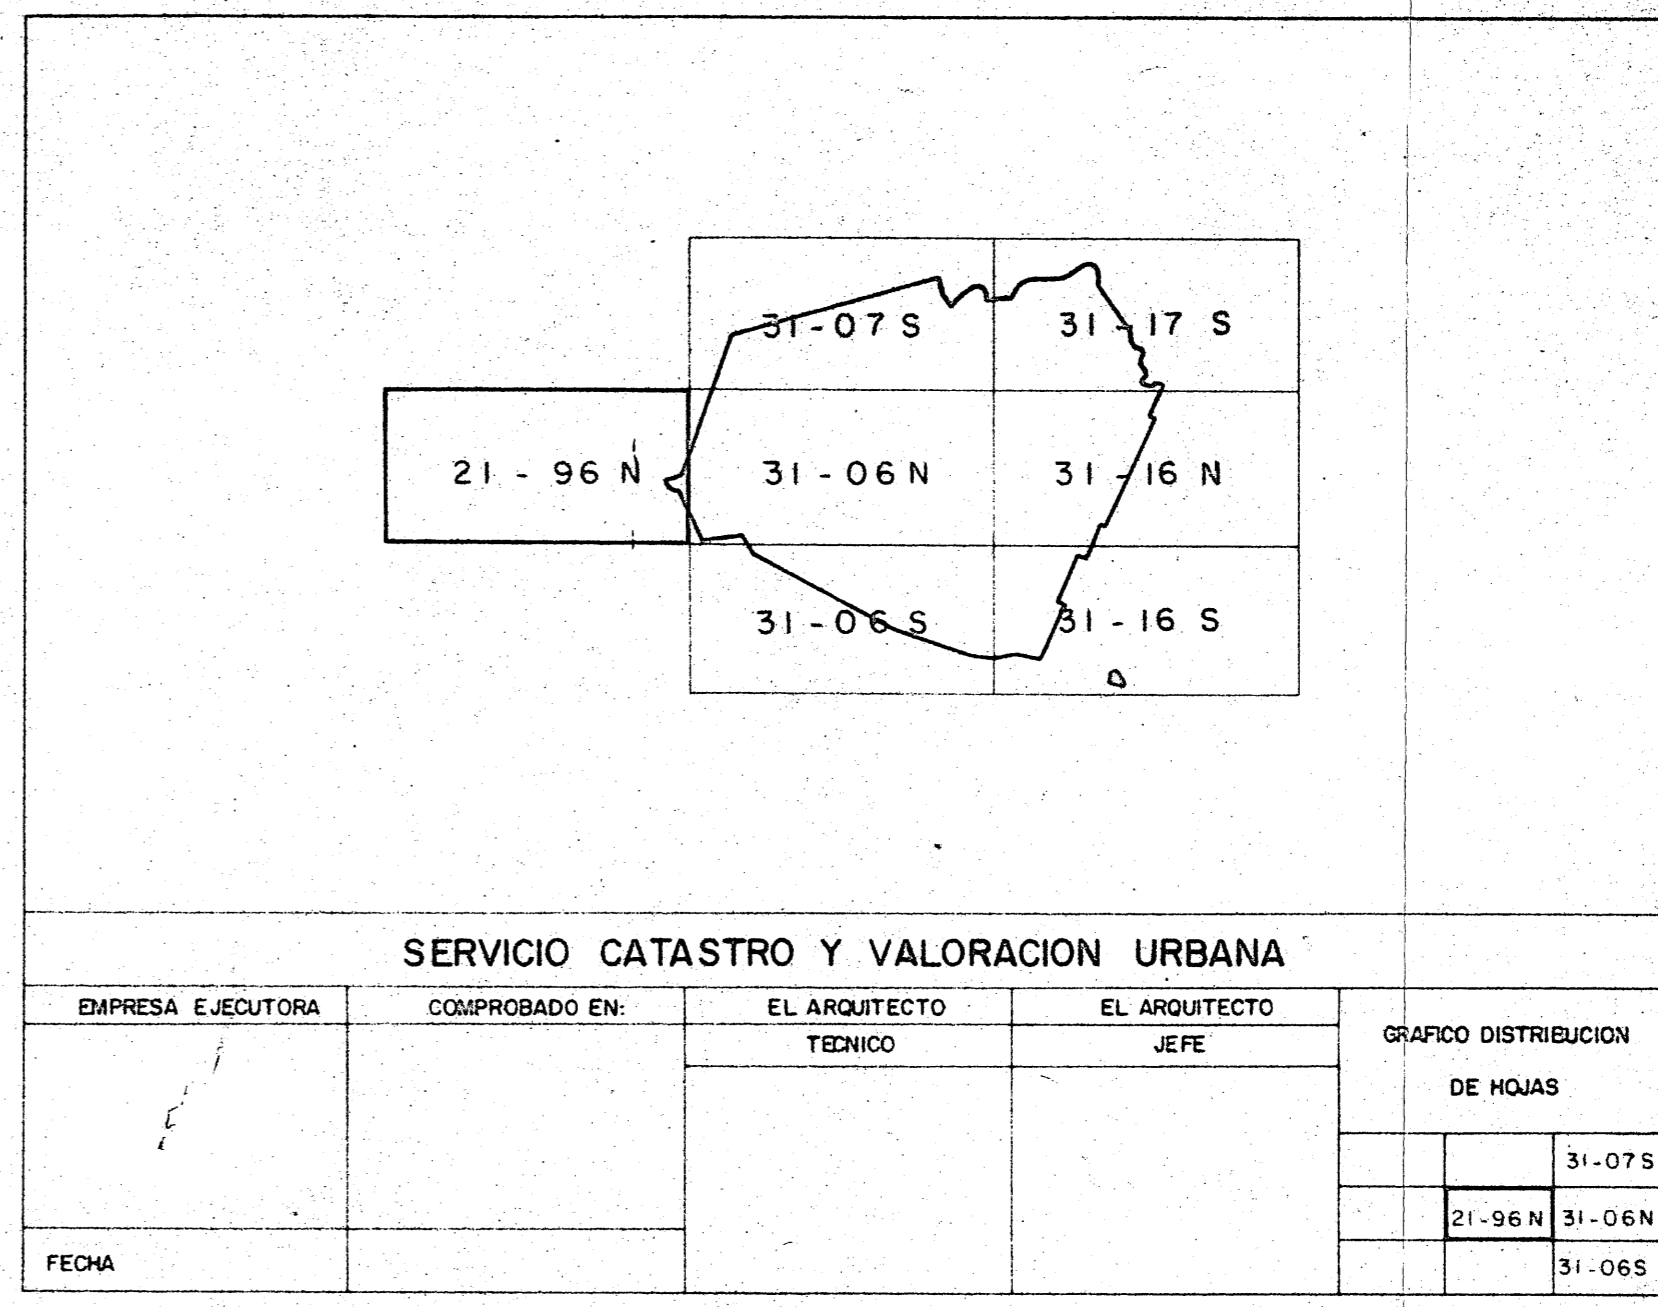 31-07 S
31-17 S
21 - 96 N
31-06 N
31-16 N
31-06 S
31-16 S
SERVICIO CATASTRO Y VALORACION URBANA
EMPRESA EJECUTORA
COMPROBADO EN:
EL ARQUITECTO
TECNICO
EL ARQUITECTO
JEFE
GRAFICO DISTRIBUCION
DE HOJAS
31-07 S
21-96 N
31-06N
31-06S
FECHA